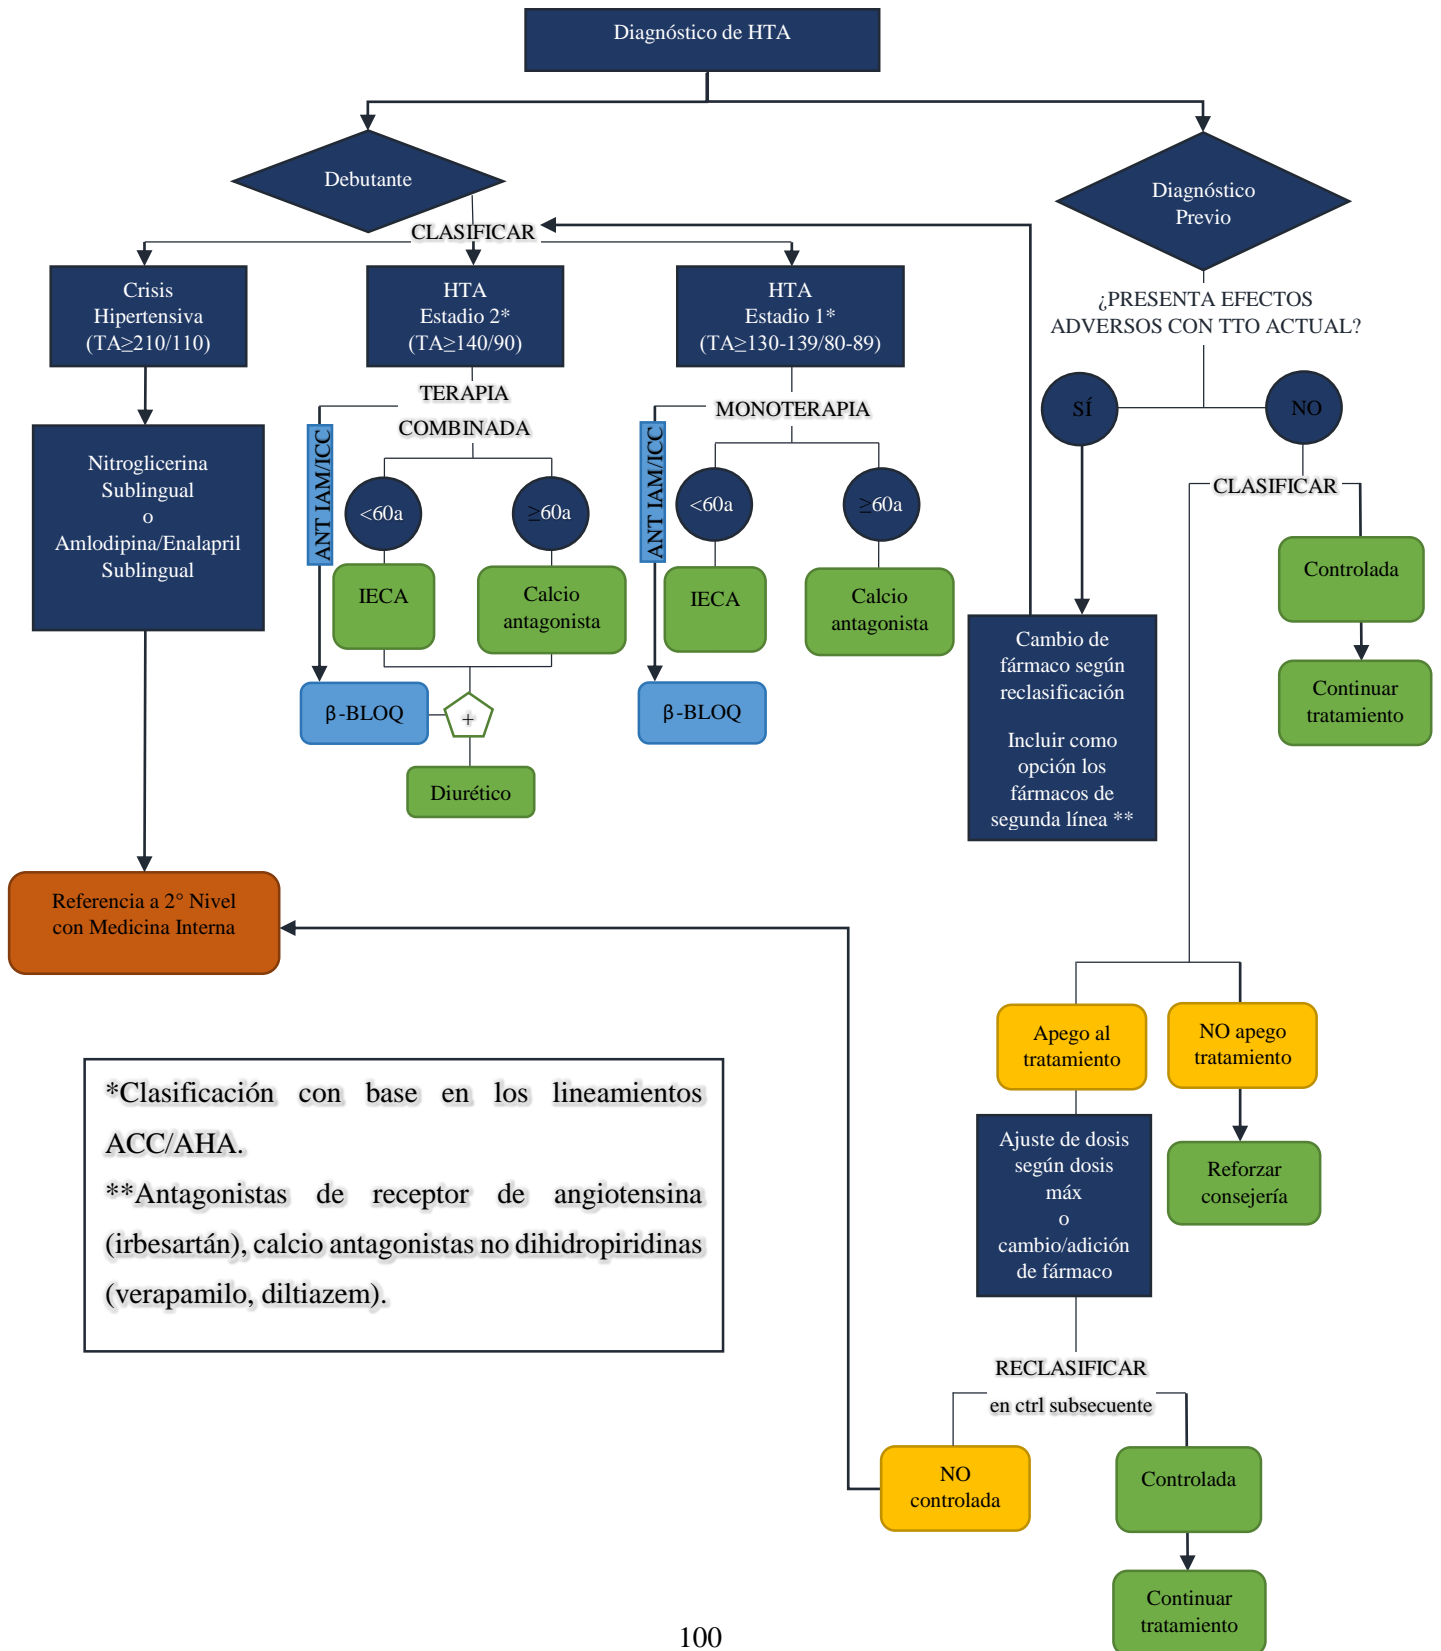 Diagnóstico de HTA
Debutante
Diagnóstico
Previo
CLASIFICAR
Crisis
Hipertensiva
(TA≥210/110)
HTA
Estadio 2*
(TA≥140/90)
HTA
Estadio 1*
(TA≥130-139/80-89)
¿PRESENTA EFECTOS
ADVERSOS CON TTO ACTUAL?
SÍ
NO
TERAPIA
COMBINADA
MONOTERAPIA
Nitroglicerina
Sublingual
o
Amlodipina/Enalapril
Sublingual
ANT IAM/ICC
<60a
≥60a
ANT IAM/ICC
<60a
≥60a
CLASIFICAR
IECA
Calcio
antagonista
IECA
Calcio
antagonista
Controlada
Continuar
tratamiento
β-BLOQ
+
Diurético
β-BLOQ
Cambio de
fármaco según
reclasificación
Incluir como
opción los
fármacos de
segunda línea **
Referencia a 2° Nivel
con Medicina Interna
Apego al
tratamiento
NO apego
tratamiento
Ajuste de dosis
según dosis
máx
o
cambio/adición
de fármaco
Reforzar
consejería
*Clasificación con base en los lineamientos
ACC/AHA.
**Antagonistas de receptor de angiotensina
(irbesartán), calcio antagonistas no dihidropiridinas
(verapamilo, diltiazem).
RECLASIFICAR
en ctrl subsecuente
NO
controlada
Controlada
Continuar
tratamiento
100